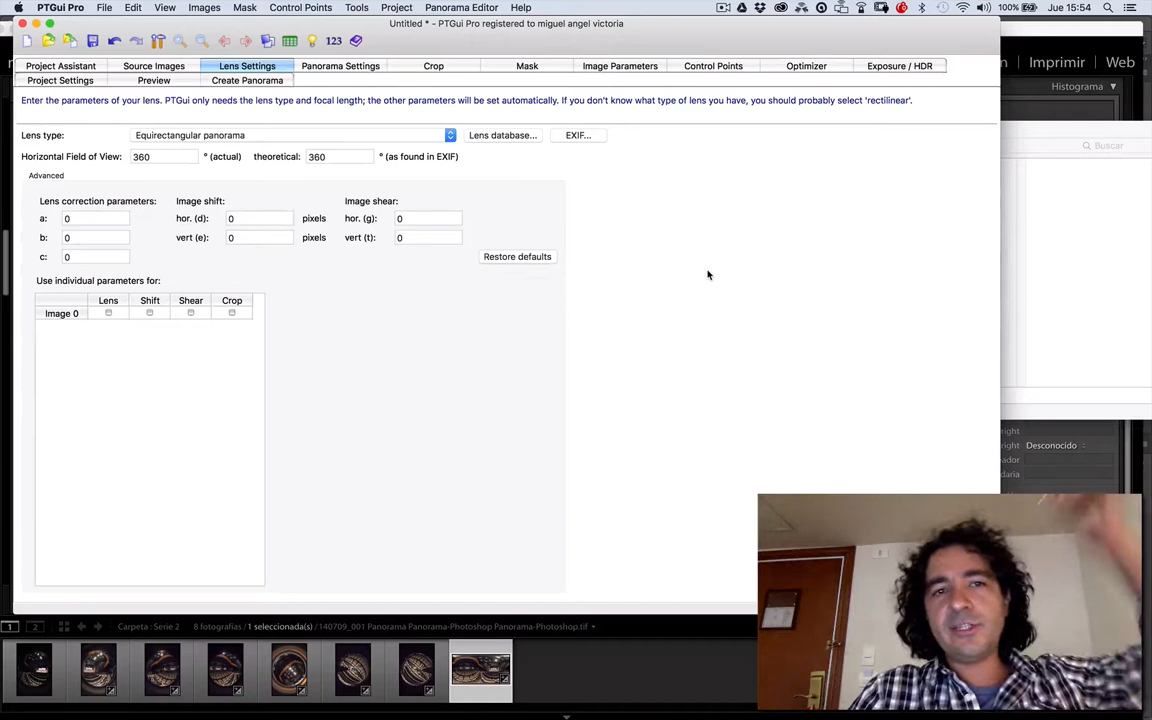 PTGui Pro File Edit View Images Mask Control Points Tools Project Panorama Editor Help 100% Jue 15:54
Untitled * - PTGui Pro registered to miguel angel victoria
123
Project Assistant Source Images Lens Settings Panorama Settings Crop Mask Image Parameters Control Points Optimizer Exposure / HDR
Project Settings Preview Create Panorama
Imprimir Web
Histograma
Enter the parameters of your lens. PTGui only needs the lens type and focal length; the other parameters will be set automatically. If you don't know what type of lens you have, you should probably select 'rectilinear'.
Lens type: Equirectangular panorama Lens database... EXIF...
Buscar
Horizontal Field of View: 360 ° (actual) theoretical: 360 ° (as found in EXIF)
Advanced
Lens correction parameters: Image shift: Image shear:
a: 0 hor. (d): 0 pixels hor. (g): 0
b: 0 vert (e): 0 pixels vert (t): 0
c: 0 Restore defaults
Use individual parameters for:
Lens Shift Shear Crop
Image 0
right
right Desconocido
ador
daria
1 2 Carpeta : Serie 2 8 fotografías / 1 seleccionada(s) / 140709_001 Panorama Panorama-Photoshop Panorama-Photoshop.tif